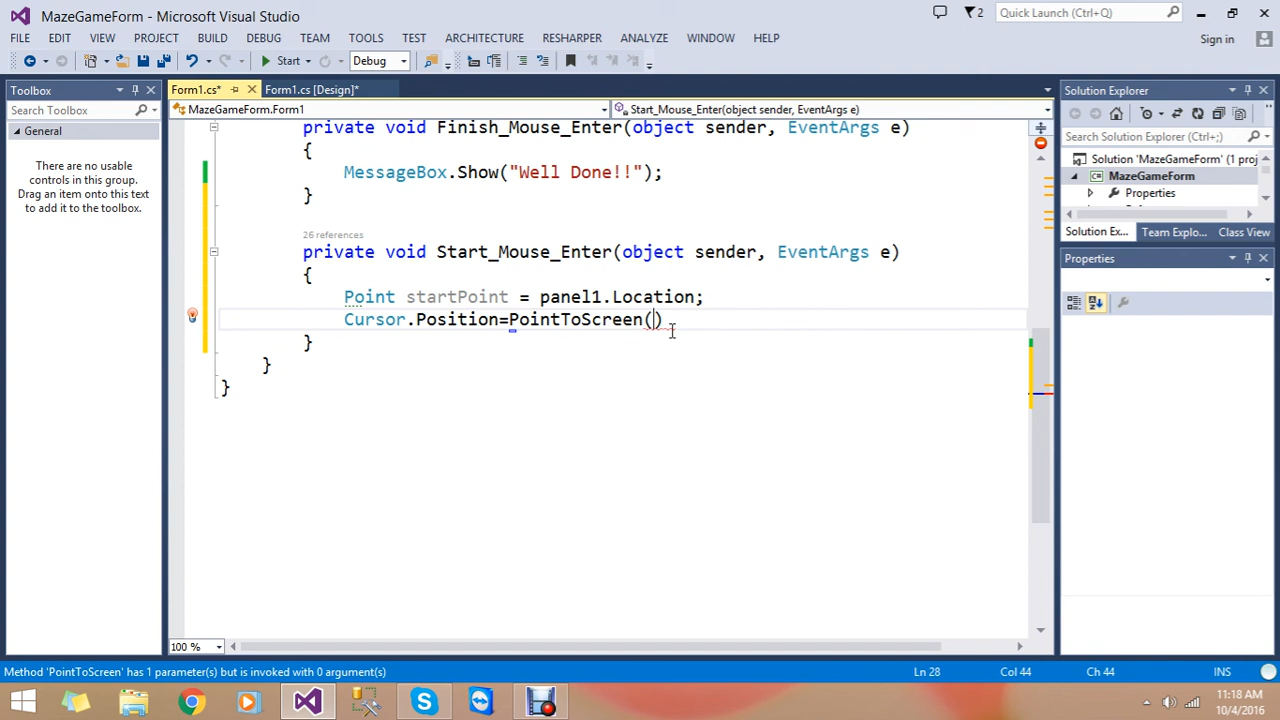 MazeGameForm - Microsoft Visual Studio
2
Quick Launch (Ctrl+Q)
FILE EDIT VIEW PROJECT BUILD DEBUG TEAM TOOLS TEST ARCHITECTURE RESHARPER ANALYZE WINDOW HELP
Sign in
Start Debug
Toolbox
Form1.cs* Form1.cs [Design]*
Solution Explorer
Search Toolbox
MazeGameForm.Form1
Start_Mouse_Enter(object sender, EventArgs e)
General
There are no usable
controls in this group.
Drag an item onto this text
to add it to the toolbox.
private void Finish_Mouse_Enter(object sender, EventArgs e)
{
MessageBox.Show("Well Done!!");
}
26 references
private void Start_Mouse_Enter(object sender, EventArgs e)
{
Point startPoint = panel1.Location;
Cursor.Position=PointToScreen()
}
}
}
Search Solution Explorer (Ctrl+;)
Solution 'MazeGameForm' (1 proj
MazeGameForm
Properties
Solution Ex... Team Explo... Class View
Properties
100 %
Method 'PointToScreen' has 1 parameter(s) but is invoked with 0 argument(s)
Ln 28 Col 44 Ch 44 INS
11:18 AM
10/4/2016